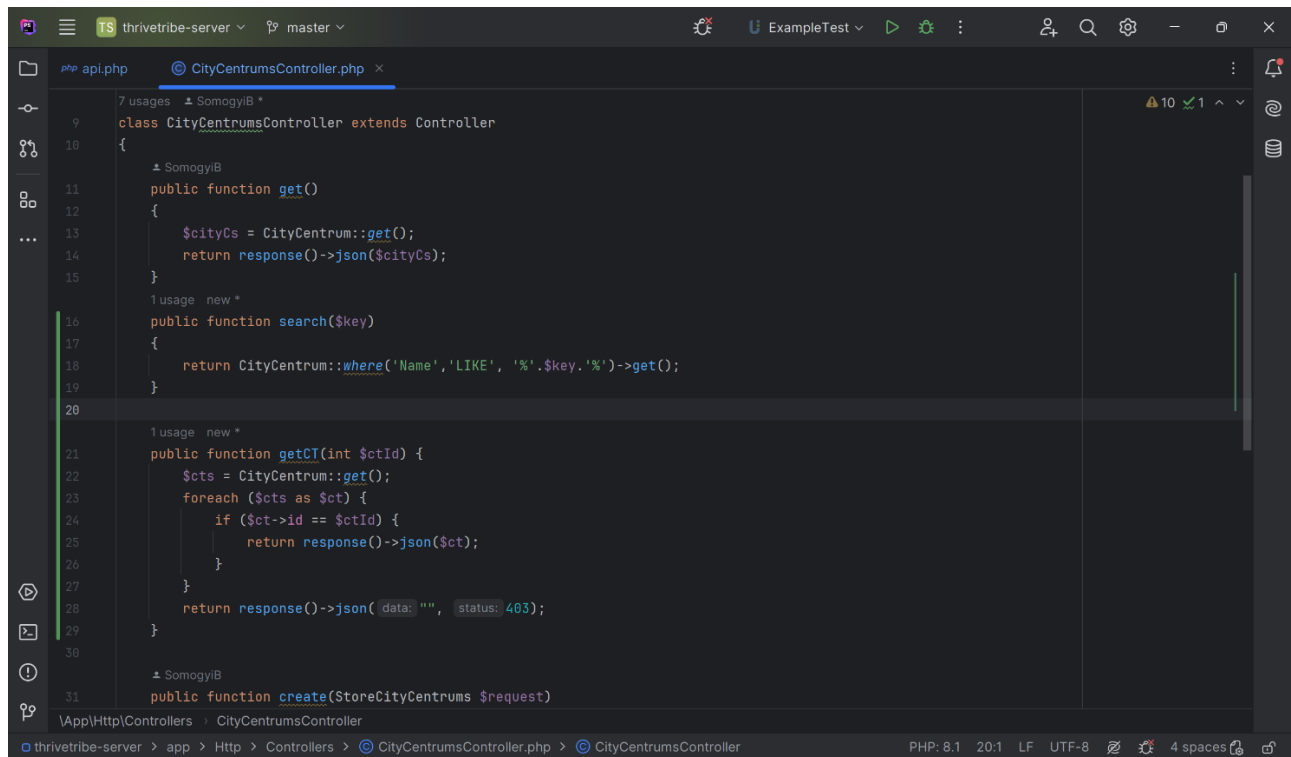 PS TS thrivetribe-server master ExampleTest
php api.php CityCentrumsController.php
7 usages SomogyiB *
10 1
9 class CityCentrumsController extends Controller
10 {
SomogyiB
11 public function get()
12 {
13 $cityCs = CityCentrum::get();
14 return response()->json($cityCs);
15 }
1 usage new *
16 public function search($key)
17 {
18 return CityCentrum::where('Name','LIKE', '%'.$key.'%')->get();
19 }
20
1 usage new *
21 public function getCT(int $ctId) {
22 $cts = CityCentrum::get();
23 foreach ($cts as $ct) {
24 if ($ct->id == $ctId) {
25 return response()->json($ct);
26 }
27 }
28 return response()->json( data: "", status: 403);
29 }
30
SomogyiB
31 public function create(StoreCityCentrums $request)
\App\Http\Controllers › CityCentrumsController
thrivetribe-server > app > Http > Controllers > CityCentrumsController.php > CityCentrumsController PHP: 8.1 20:1 LF UTF-8 4 spaces